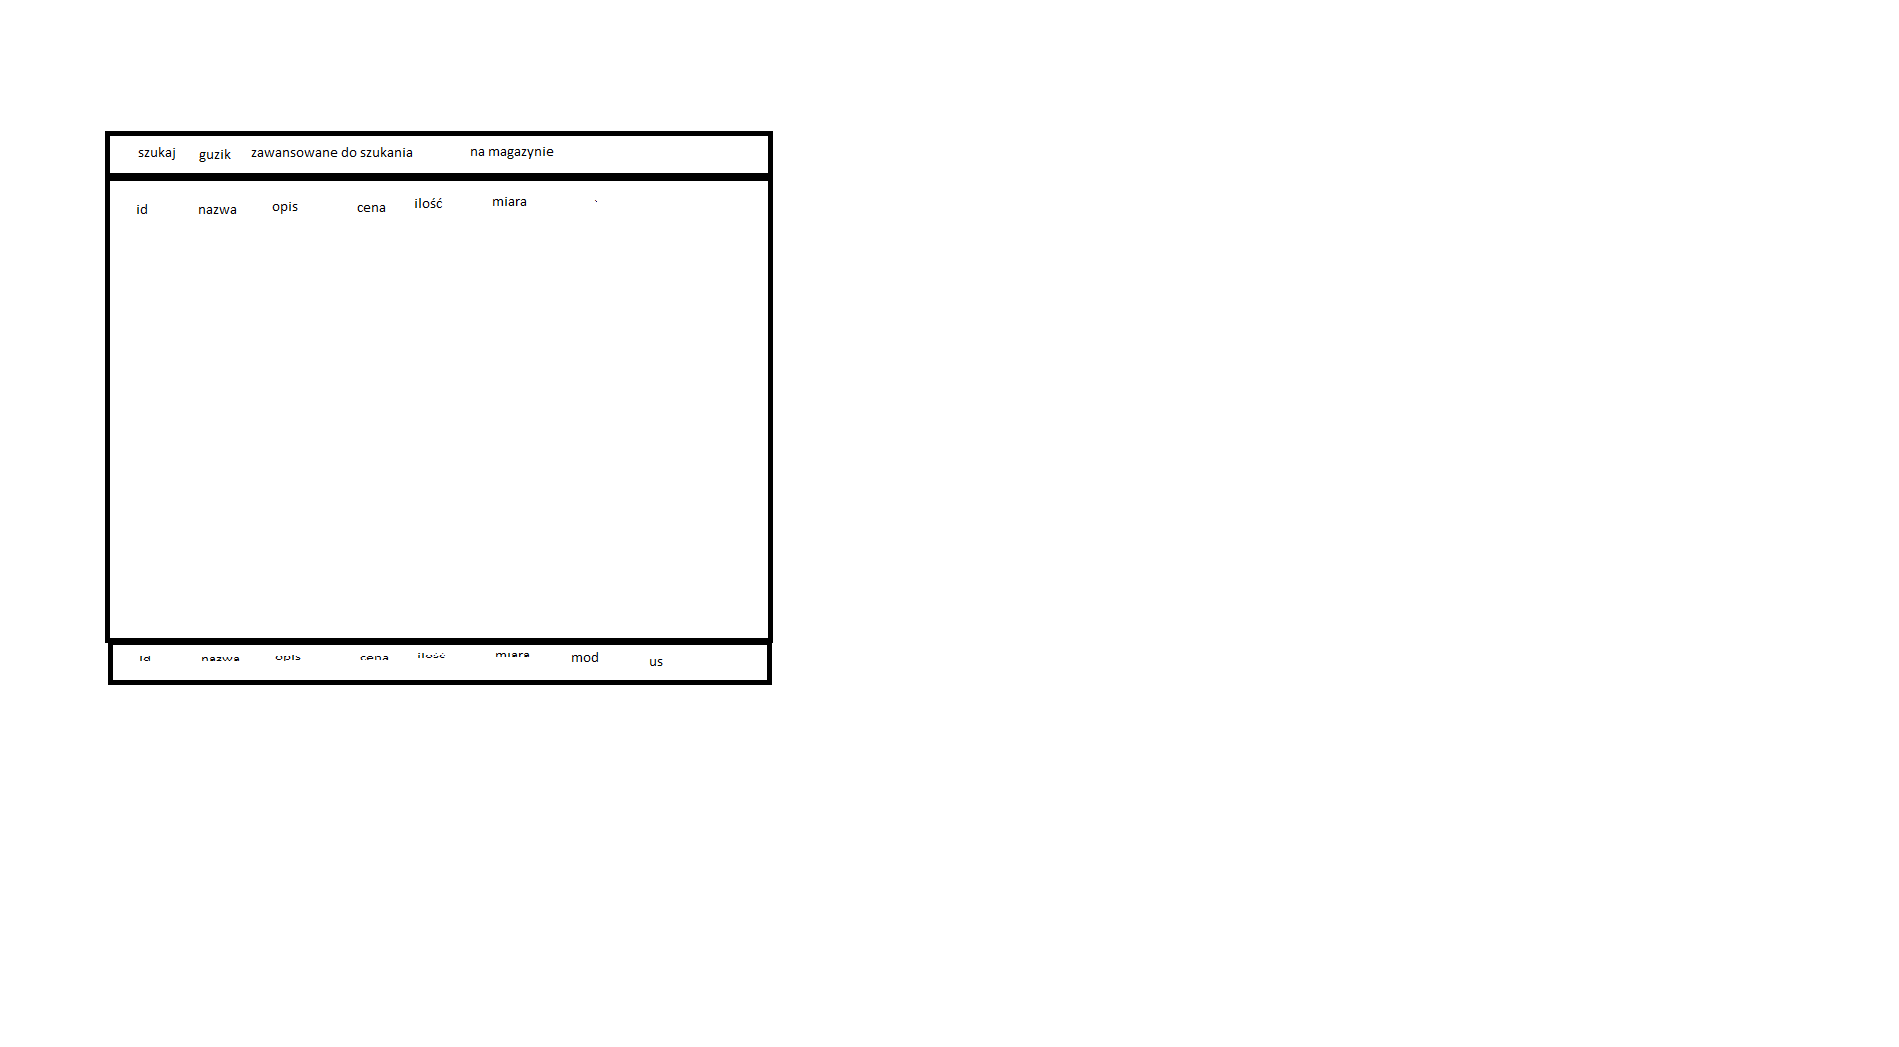 szukaj guzik zawansowane do szukania na magazynie
id nazwa opis cena ilość miara `
id nazwa opis cena ilość miara mod us